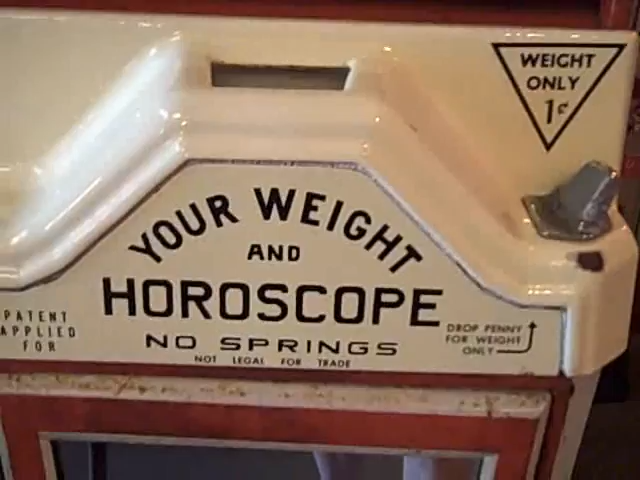 WEIGHT
ONLY
1¢
YOUR WEIGHT
AND
HOROSCOPE
NO SPRINGS
NOT LEGAL FOR TRADE
PATENT
APPLIED
FOR
DROP PENNY
FOR WEIGHT
ONLY